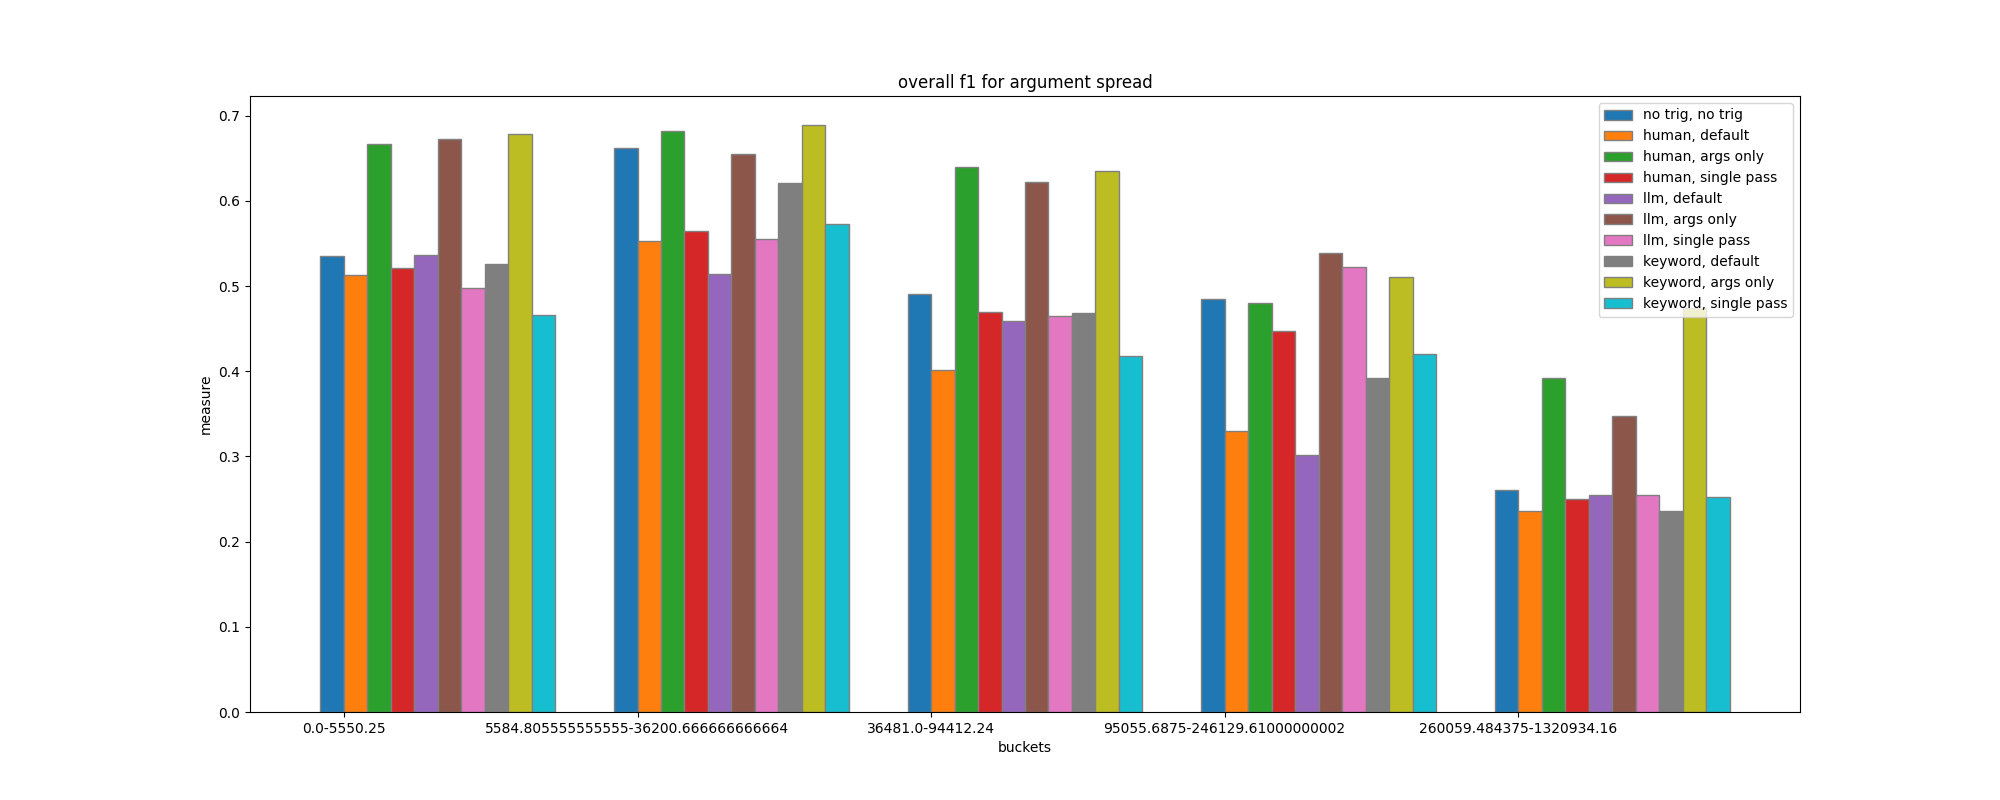 overall f1 for argument spread
0.7
0.6
0.5
0.4
0.3
0.2
0.1
0.0
measure
no trig, no trig
human, default
human, args only
human, single pass
llm, default
llm, args only
llm, single pass
keyword, default
keyword, args only
keyword, single pass
0.0-5550.25
5584.805555555555-36200.666666666664
36481.0-94412.24
95055.6875-246129.61000000002
260059.484375-1320934.16
buckets